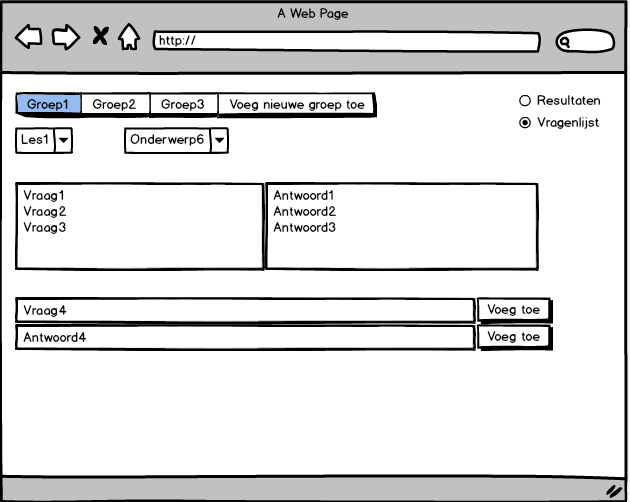 A Web Page
http://
Groep1 Groep2 Groep3 Voeg nieuwe groep toe
Resultaten
Vragenlijst
Les1 Onderwerp6
Vraag1 Antwoord1
Vraag2 Antwoord2
Vraag3 Antwoord3
Vraag4 Voeg toe
Antwoord4 Voeg toe